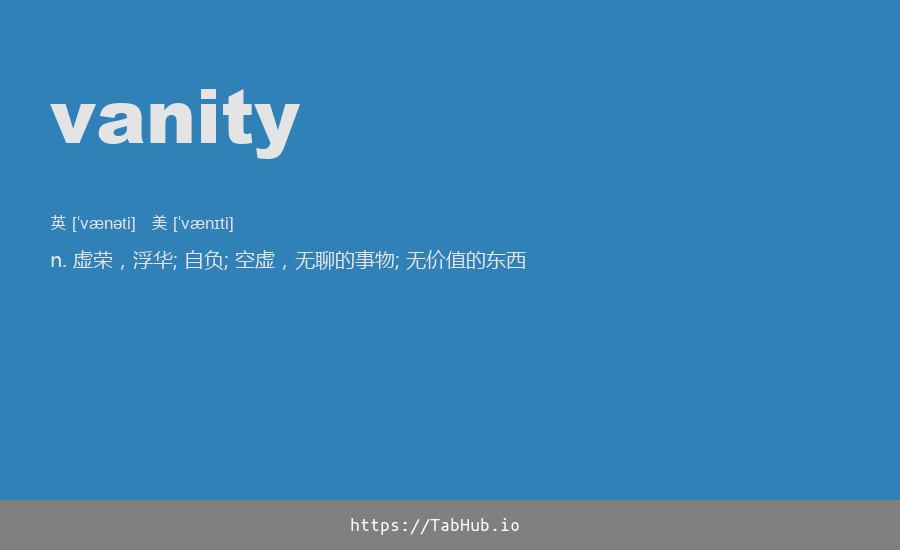 vanity
英 [ˈvænəti] 美 [ˈvænɪti]
n. 虚荣，浮华; 自负; 空虚，无聊的事物; 无价值的东西
https://TabHub.io